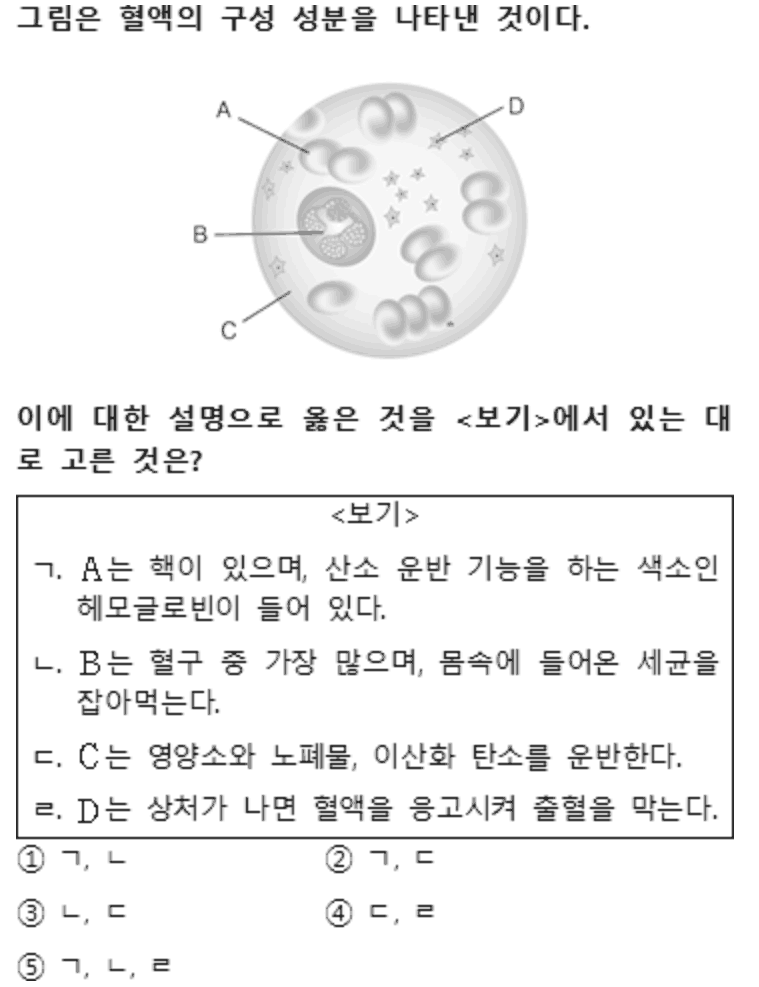 그림은 혈액의 구성 성분을 나타낸 것이다.
A
D
B
C
이에 대한 설명으로 옳은 것을 <보기>에서 있는 대
로 고른 것은?
<보기>
ㄱ. A는 핵이 있으며, 산소 운반 기능을 하는 색소인
헤모글로빈이 들어 있다.
ㄴ. B는 혈구 중 가장 많으며, 몸속에 들어온 세균을
잡아먹는다.
ㄷ. C는 영양소와 노폐물, 이산화 탄소를 운반한다.
ㄹ. D는 상처가 나면 혈액을 응고시켜 출혈을 막는다.
① ㄱ, ㄴ ② ㄱ, ㄷ
③ ㄴ, ㄷ ④ ㄷ, ㄹ
⑤ ㄱ, ㄴ, ㄹ